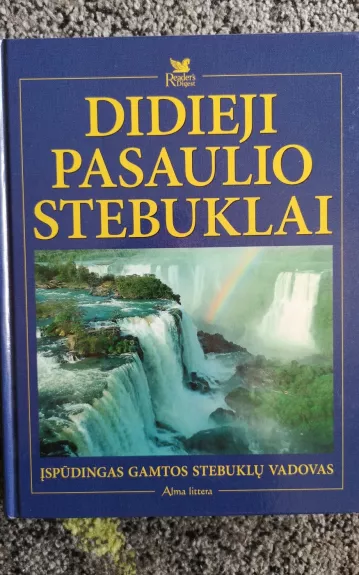 Reader's
Digest
DIDIEJI
PASAULIO
STEBUKLAI
ĮSPŪDINGAS GAMTOS STEBUKLŲ VADOVAS
Alma littera